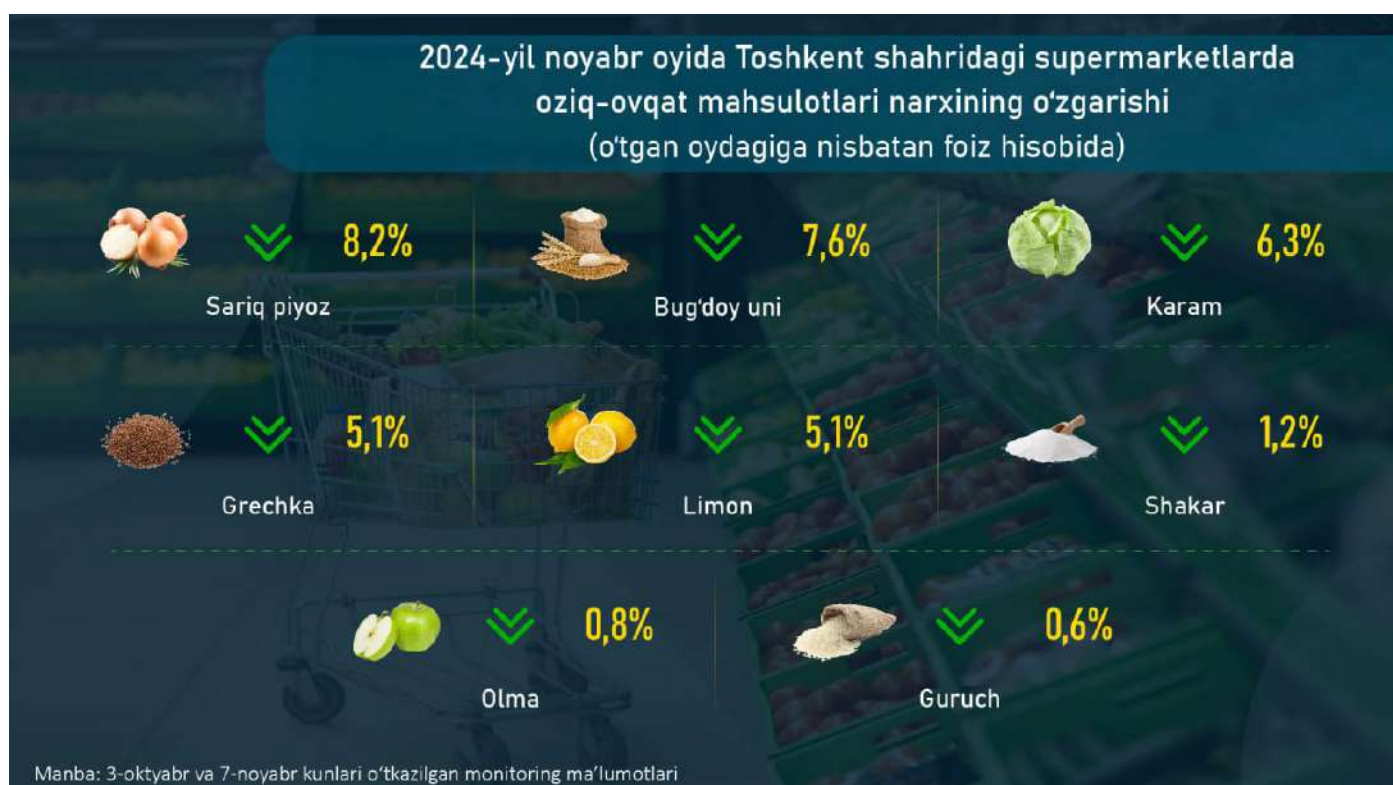 2024-yil noyabr oyida Toshkent shahridagi supermarketlarda
oziq-ovqat mahsulotlari narxining o‘zgarishi
(o‘tgan oydagiga nisbatan foiz hisobida)
8,2%
Sariq piyoz
7,6%
Bug‘doy uni
6,3%
Karam
5,1%
Grechka
5,1%
Limon
1,2%
Shakar
0,8%
Olma
0,6%
Guruch
Manba: 3-oktyabr va 7-noyabr kunlari o‘tkazilgan monitoring ma’lumotlari